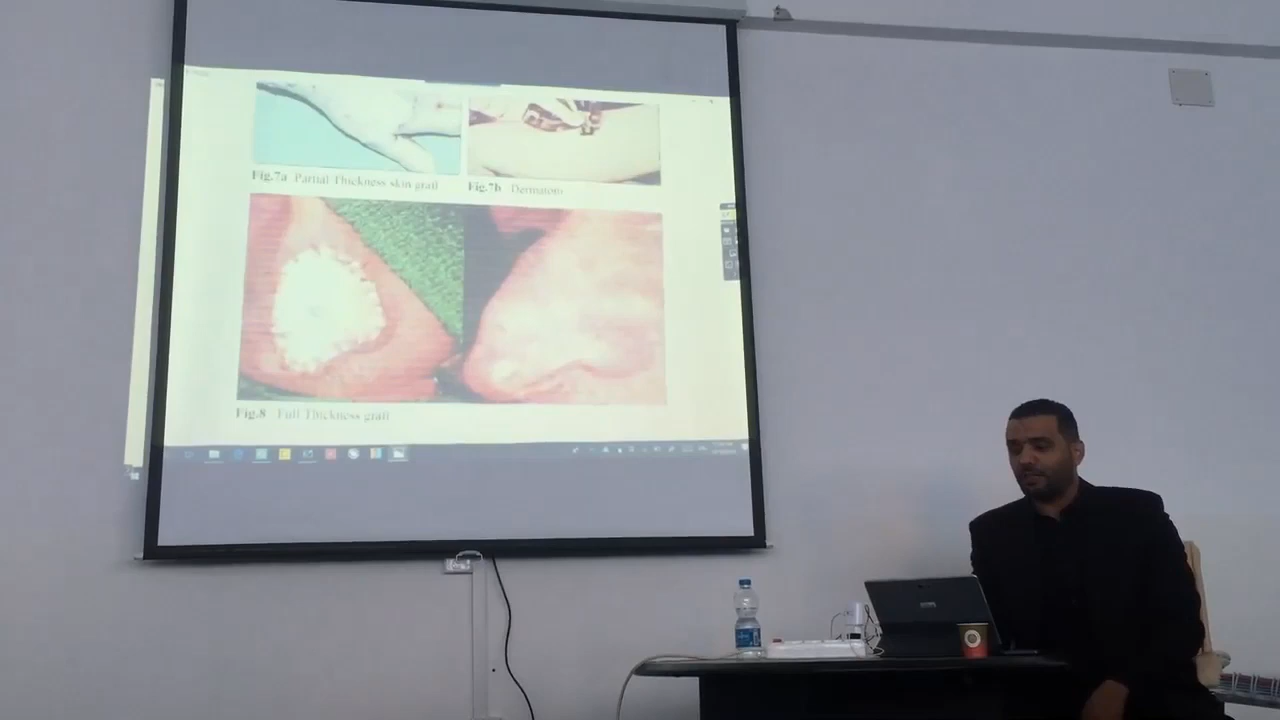 Fig.7a Partial Thickness skin graft
Fig.7b Dermatom
Fig.8 Full Thickness graft